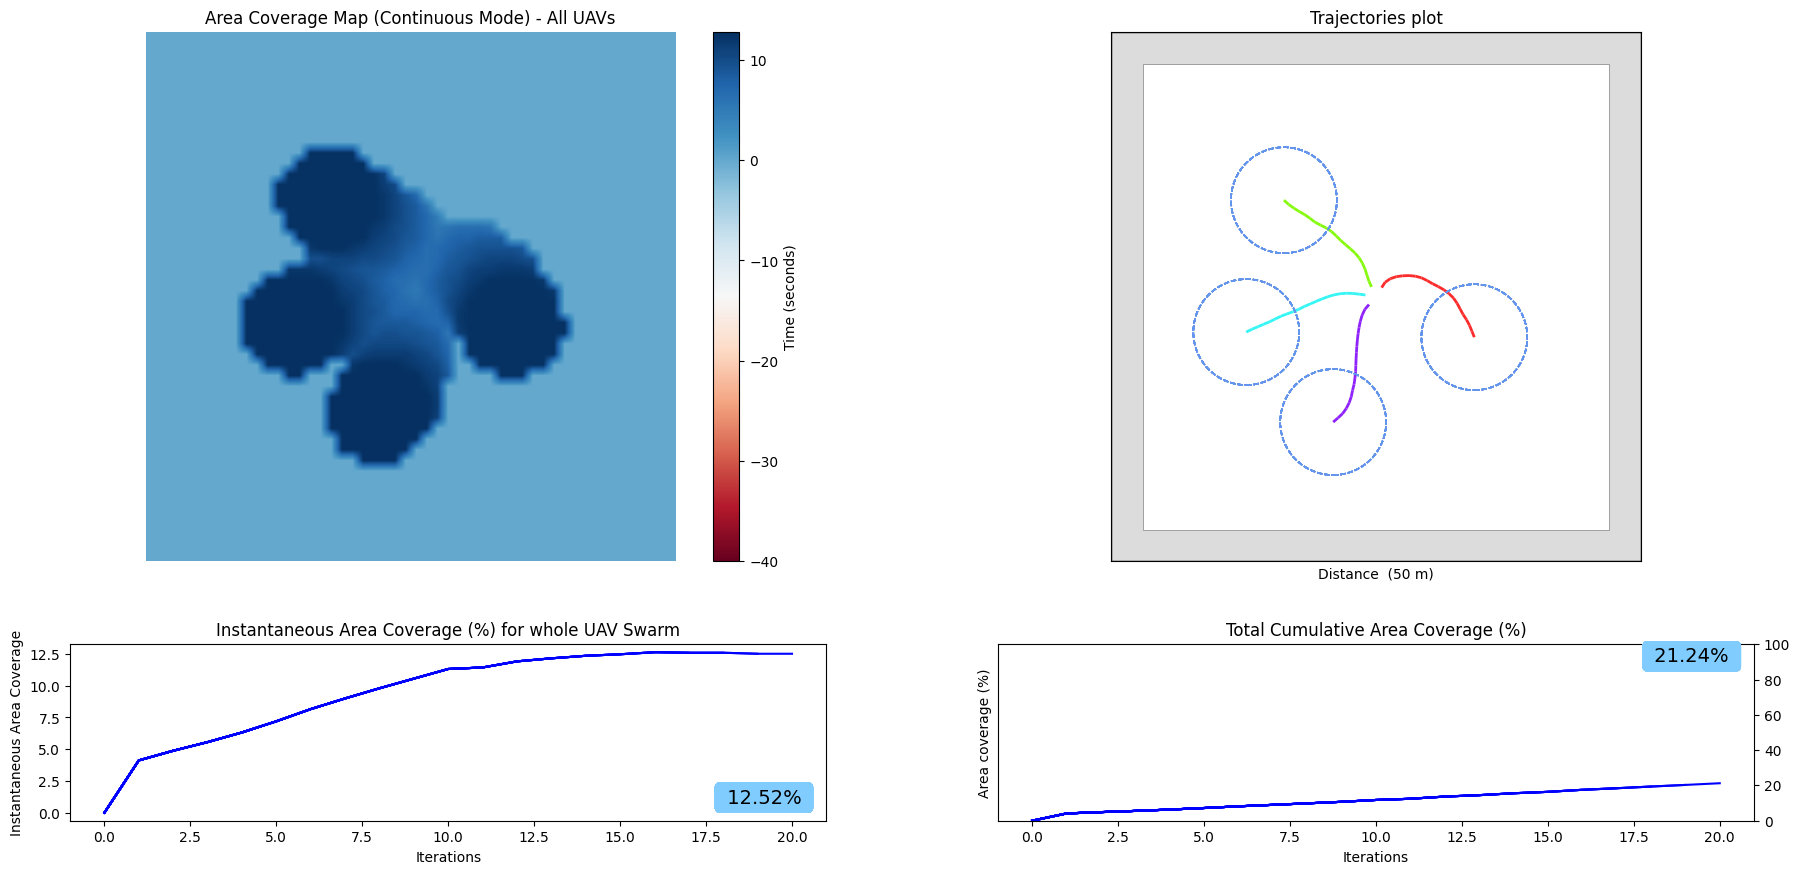 Area Coverage Map (Continuous Mode) - All UAVs
10
0
−10
−20
−30
−40
Time (seconds)
Trajectories plot
Distance  (50 m)
Instantaneous Area Coverage (%) for whole UAV Swarm
Instantaneous Area Coverage
12.5
10.0
7.5
5.0
2.5
0.0
12.52%
0.0 2.5 5.0 7.5 10.0 12.5 15.0 17.5 20.0
Iterations
Total Cumulative Area Coverage (%)
Area coverage (%)
21.24%
100
80
60
40
20
0
0.0 2.5 5.0 7.5 10.0 12.5 15.0 17.5 20.0
Iterations